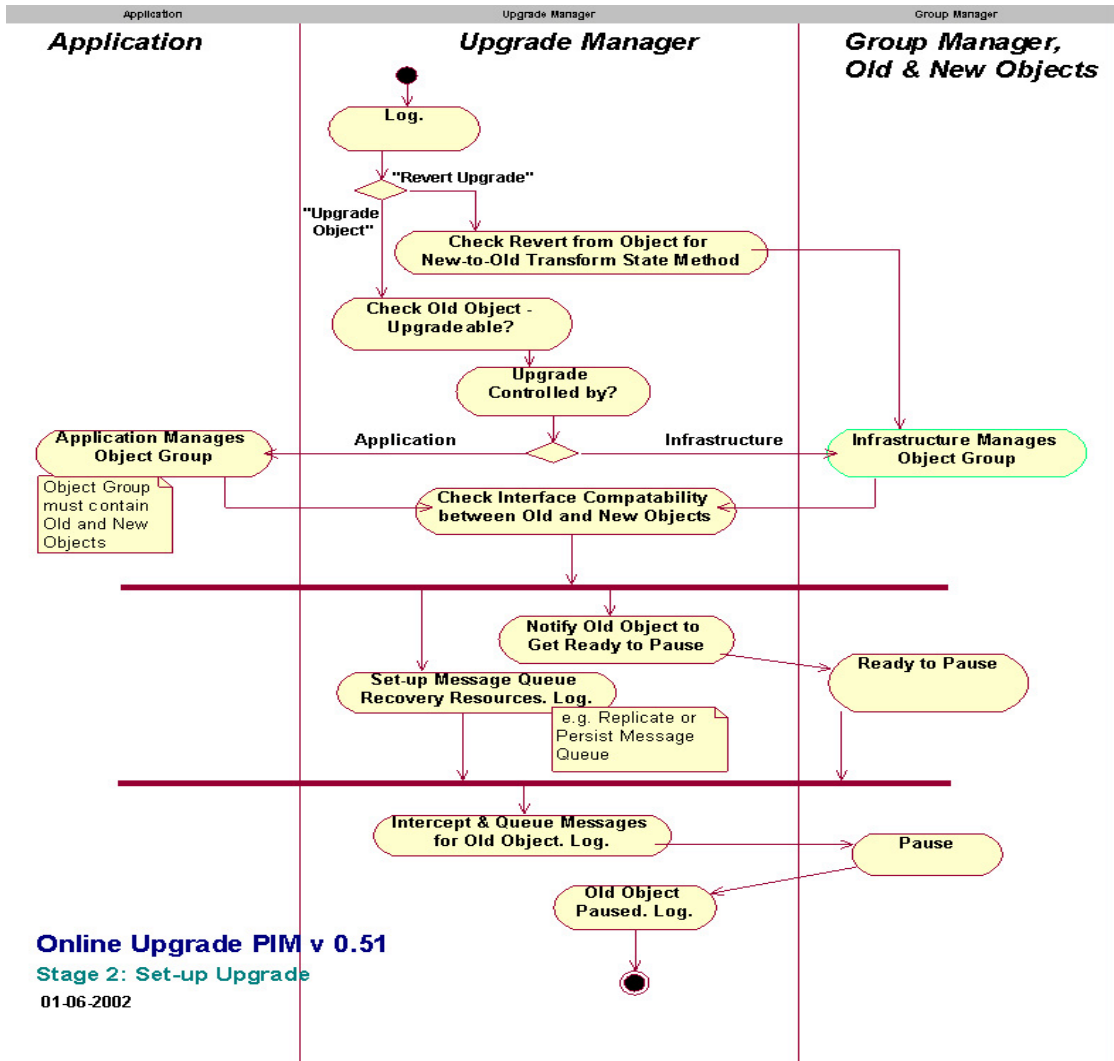 Application
Upgrade Manager
Group Manager
Application
Upgrade Manager
Group Manager,
Old & New Objects
Log.
"Revert Upgrade"
"Upgrade
Object"
Check Revert from Object for
New-to-Old Transform State Method
Check Old Object -
Upgradeable?
Upgrade
Controlled by?
Application
Infrastructure
Application Manages
Object Group
Infrastructure Manages
Object Group
Object Group
must contain
Old and New
Objects
Check Interface Compatability
between Old and New Objects
Notify Old Object to
Get Ready to Pause
Ready to Pause
Set-up Message Queue
Recovery Resources. Log.
e.g. Replicate or
Persist Message
Queue
Intercept & Queue Messages
for Old Object. Log.
Pause
Old Object
Paused. Log.
Online Upgrade PIM v 0.51
Stage 2: Set-up Upgrade
01-06-2002